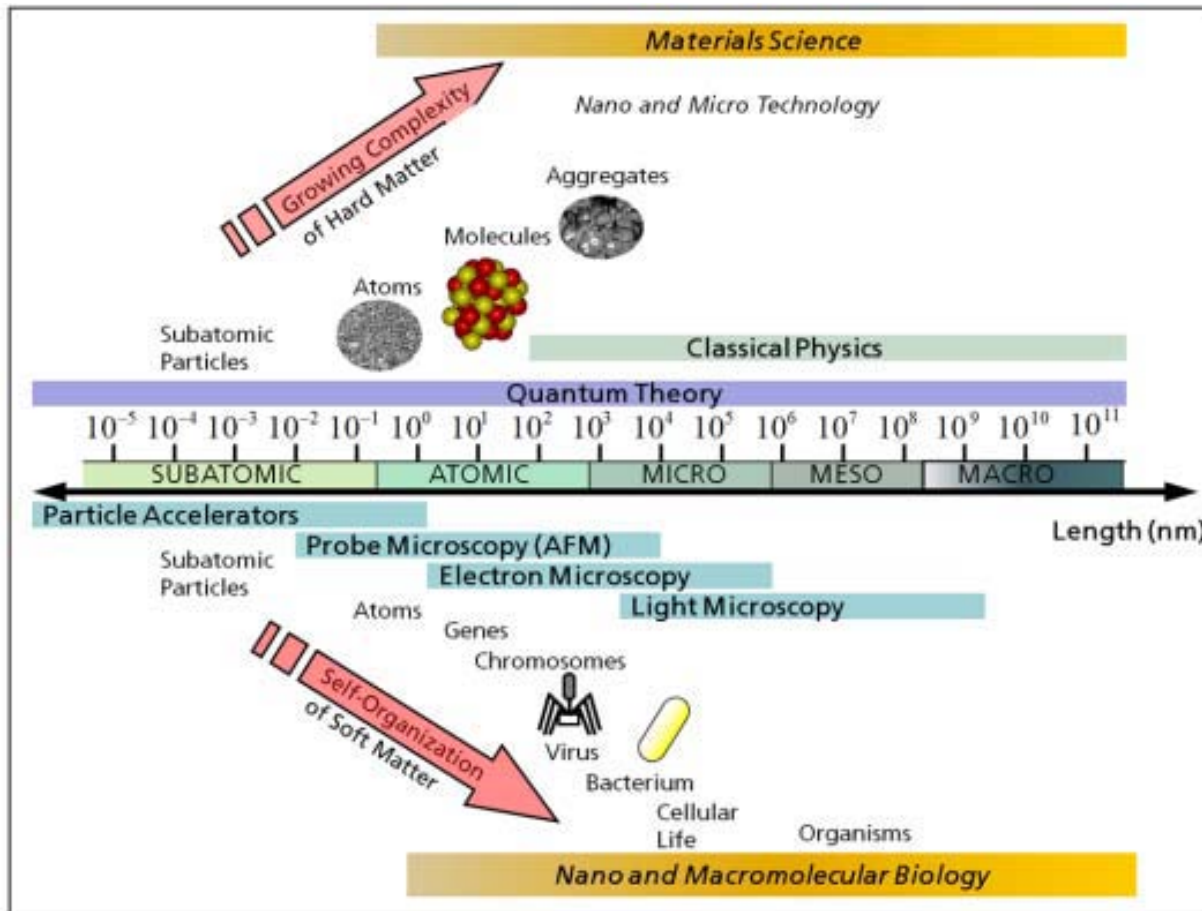 Materials Science
Nano and Micro Technology
Growing Complexity
of Hard Matter
Aggregates
Molecules
Atoms
Subatomic
Particles
Classical Physics
Quantum Theory
10⁻⁵ 10⁻⁴ 10⁻³ 10⁻² 10⁻¹ 10⁰ 10¹ 10² 10³ 10⁴ 10⁵ 10⁶ 10⁷ 10⁸ 10⁹ 10¹⁰ 10¹¹
SUBATOMIC ATOMIC MICRO MESO MACRO
Length (nm)
Particle Accelerators
Probe Microscopy (AFM)
Electron Microscopy
Light Microscopy
Subatomic
Particles
Atoms
Genes
Chromosomes
Self-Organization
of Soft Matter
Virus
Bacterium
Cellular
Life
Organisms
Nano and Macromolecular Biology